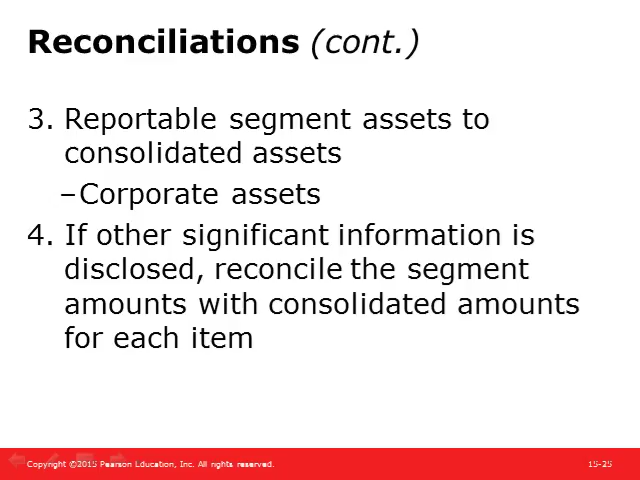 Reconciliations (cont.)
3. Reportable segment assets to
consolidated assets
–Corporate assets
4. If other significant information is
disclosed, reconcile the segment
amounts with consolidated amounts
for each item
Copyright ©2015 Pearson Education, Inc. All rights reserved.
15-25